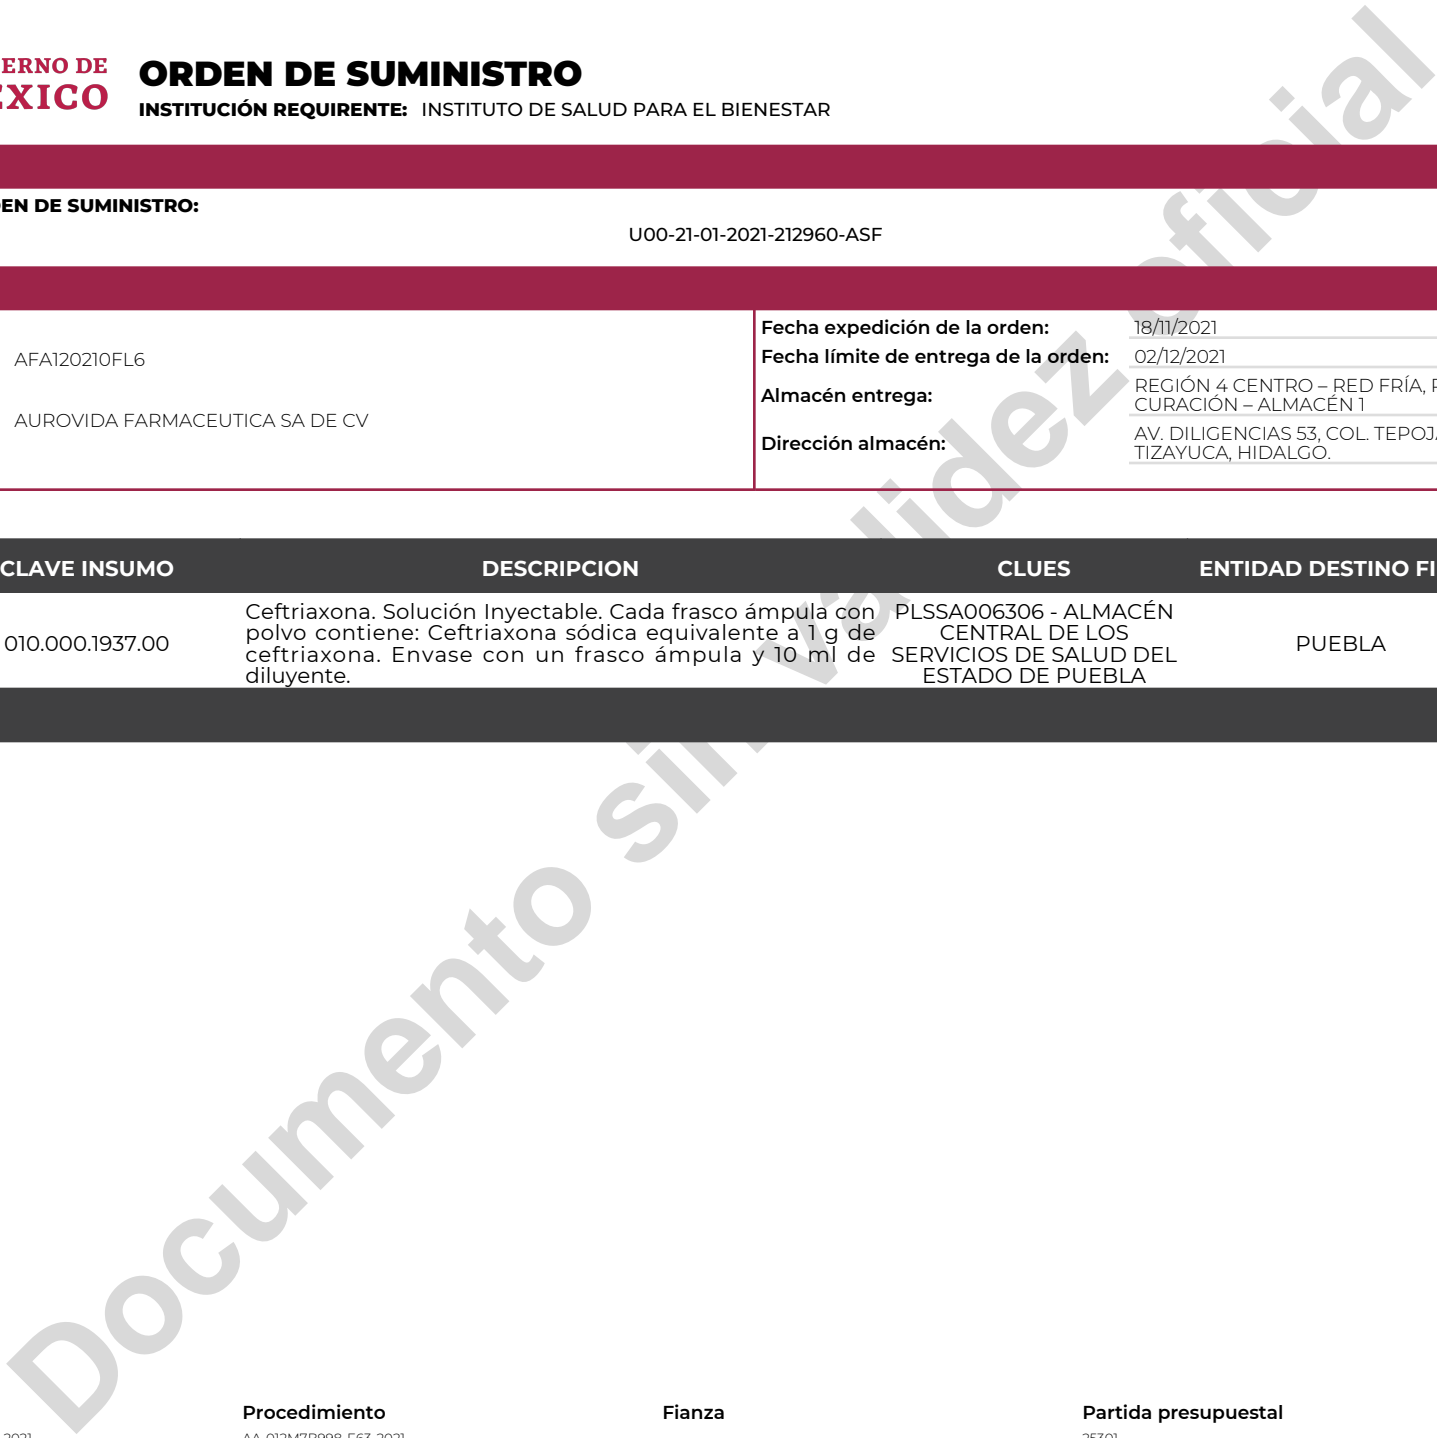 ERNO DE
EXICO
ORDEN DE SUMINISTRO
INSTITUCIÓN REQUIRENTE: INSTITUTO DE SALUD PARA EL BIENESTAR
EN DE SUMINISTRO:
U00-21-01-2021-212960-ASF
AFA120210FL6
AUROVIDA FARMACEUTICA SA DE CV
Fecha expedición de la orden: 18/11/2021
Fecha límite de entrega de la orden: 02/12/2021
Almacén entrega: REGIÓN 4 CENTRO – RED FRÍA,
CURACIÓN – ALMACÉN 1
Dirección almacén: AV. DILIGENCIAS 53, COL. TEPOJ
TIZAYUCA, HIDALGO.
CLAVE INSUMO DESCRIPCION CLUES ENTIDAD DESTINO FI
010.000.1937.00
Ceftriaxona. Solución Inyectable. Cada frasco ámpula con
polvo contiene: Ceftriaxona sódica equivalente a 1 g de
ceftriaxona. Envase con un frasco ámpula y 10 ml de
diluyente.
PLSSA006306 - ALMACÉN
CENTRAL DE LOS
SERVICIOS DE SALUD DEL
ESTADO DE PUEBLA
PUEBLA
Documento sin validez oficial
Procedimiento Fianza Partida presupuestal